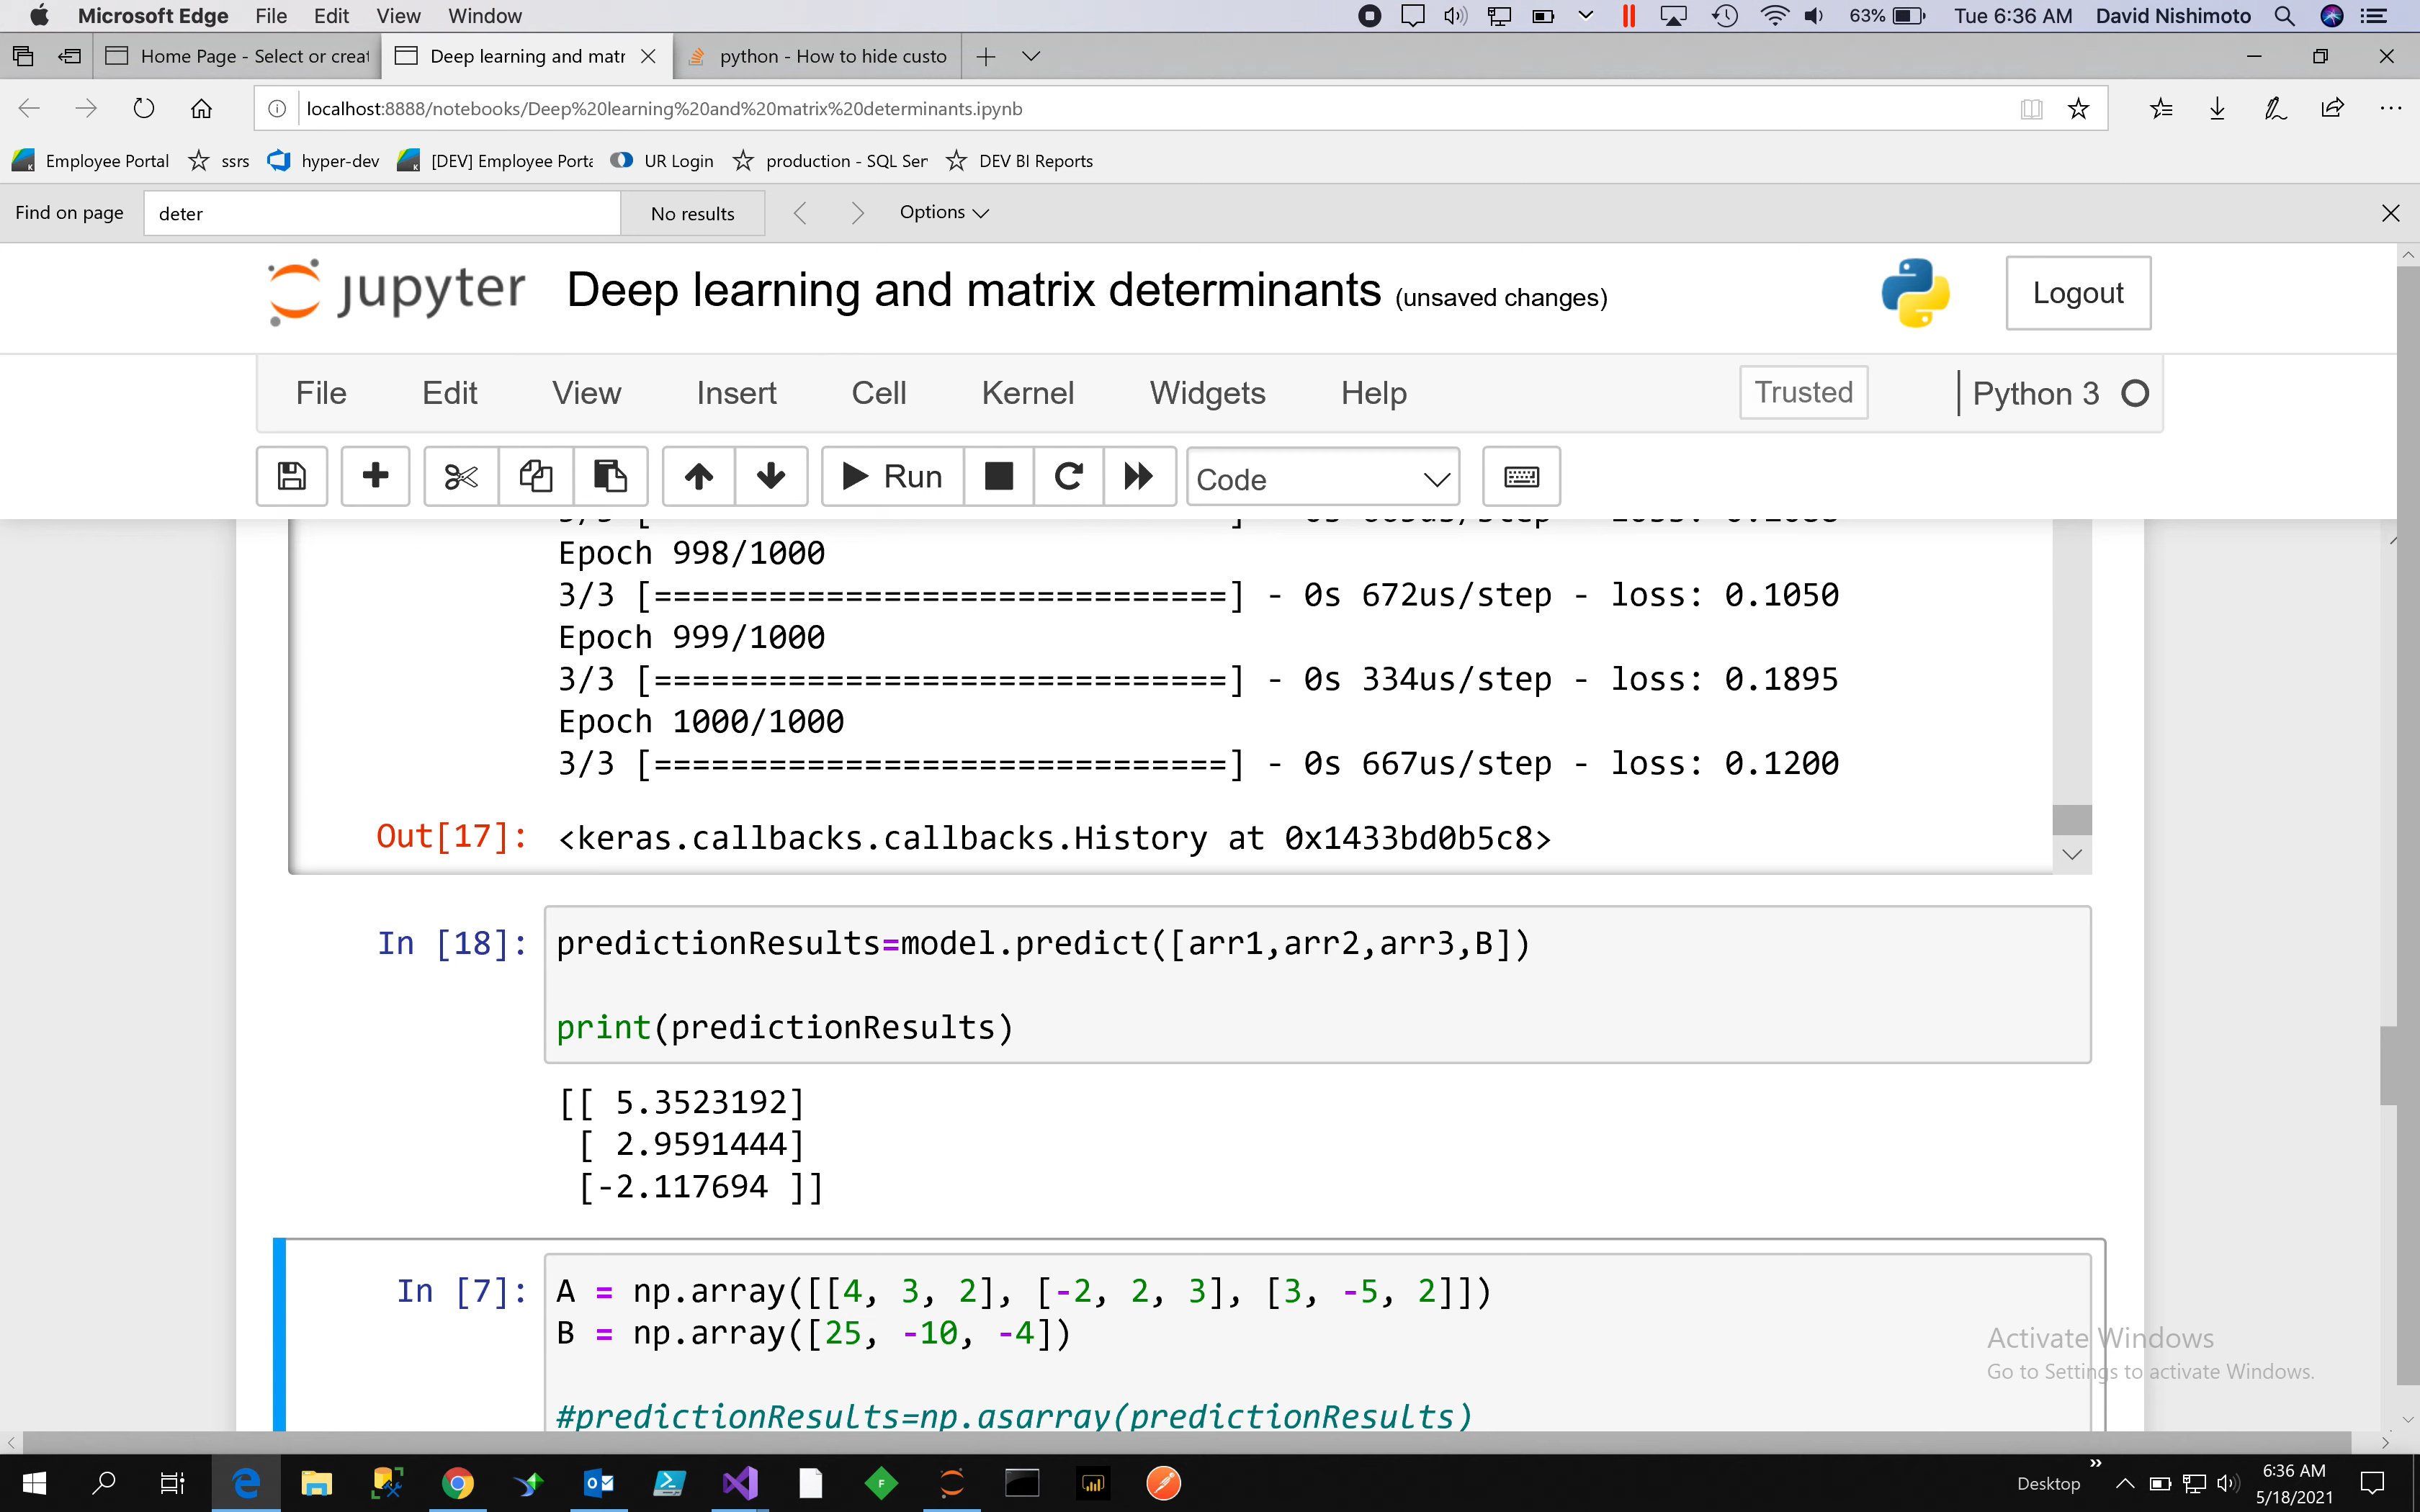 Microsoft Edge File Edit View Window 63% Tue 6:36 AM David Nishimoto
Home Page - Select or creat Deep learning and matr python - How to hide custo
localhost:8888/notebooks/Deep%20learning%20and%20matrix%20determinants.ipynb
Employee Portal ssrs hyper-dev [DEV] Employee Porta UR Login production - SQL Ser DEV BI Reports
Find on page deter No results Options
jupyter Deep learning and matrix determinants (unsaved changes) Logout
File Edit View Insert Cell Kernel Widgets Help Trusted Python 3
Run Code
Epoch 998/1000
3/3 [==============================] - 0s 672us/step - loss: 0.1050
Epoch 999/1000
3/3 [==============================] - 0s 334us/step - loss: 0.1895
Epoch 1000/1000
3/3 [==============================] - 0s 667us/step - loss: 0.1200
Out[17]: <keras.callbacks.callbacks.History at 0x1433bd0b5c8>
In [18]: predictionResults=model.predict([arr1,arr2,arr3,B])
print(predictionResults)
[[ 5.3523192]
[ 2.9591444]
[-2.117694 ]]
In [7]: A = np.array([[4, 3, 2], [-2, 2, 3], [3, -5, 2]])
B = np.array([25, -10, -4])
#predictionResults=np.asarray(predictionResults)
Activate Windows
Go to Settings to activate Windows.
Desktop 6:36 AM
5/18/2021